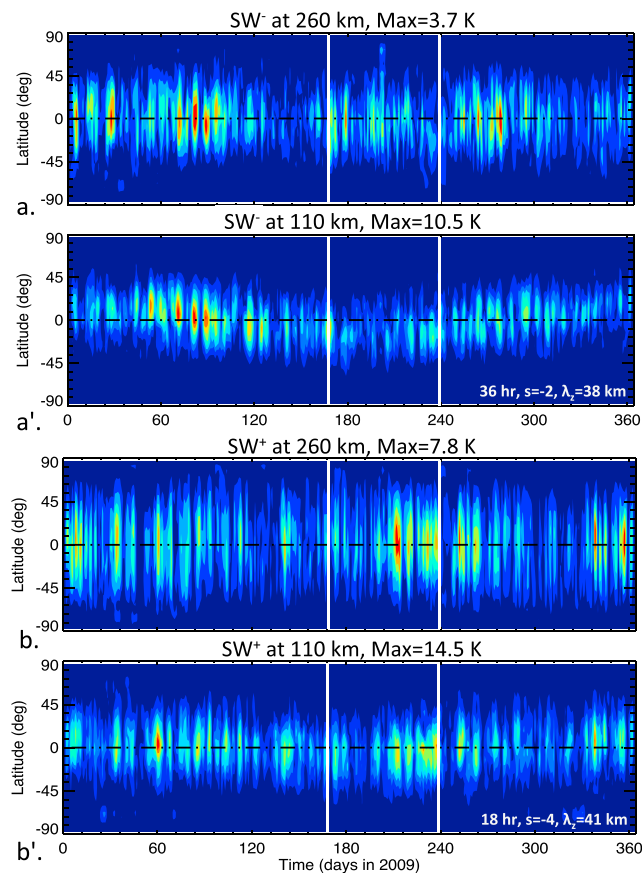 SW⁻ at 260 km, Max=3.7 K
90
45
0
-45
-90
Latitude (deg)
a.
SW⁻ at 110 km, Max=10.5 K
90
45
0
-45
-90
Latitude (deg)
36 hr, s=-2, λz=38 km
0 60 120 180 240 300 360
a'.
SW⁺ at 260 km, Max=7.8 K
90
45
0
-45
-90
Latitude (deg)
b.
SW⁺ at 110 km, Max=14.5 K
90
45
0
-45
-90
Latitude (deg)
18 hr, s=-4, λz=41 km
0 60 120 180 240 300 360
b'.
Time (days in 2009)